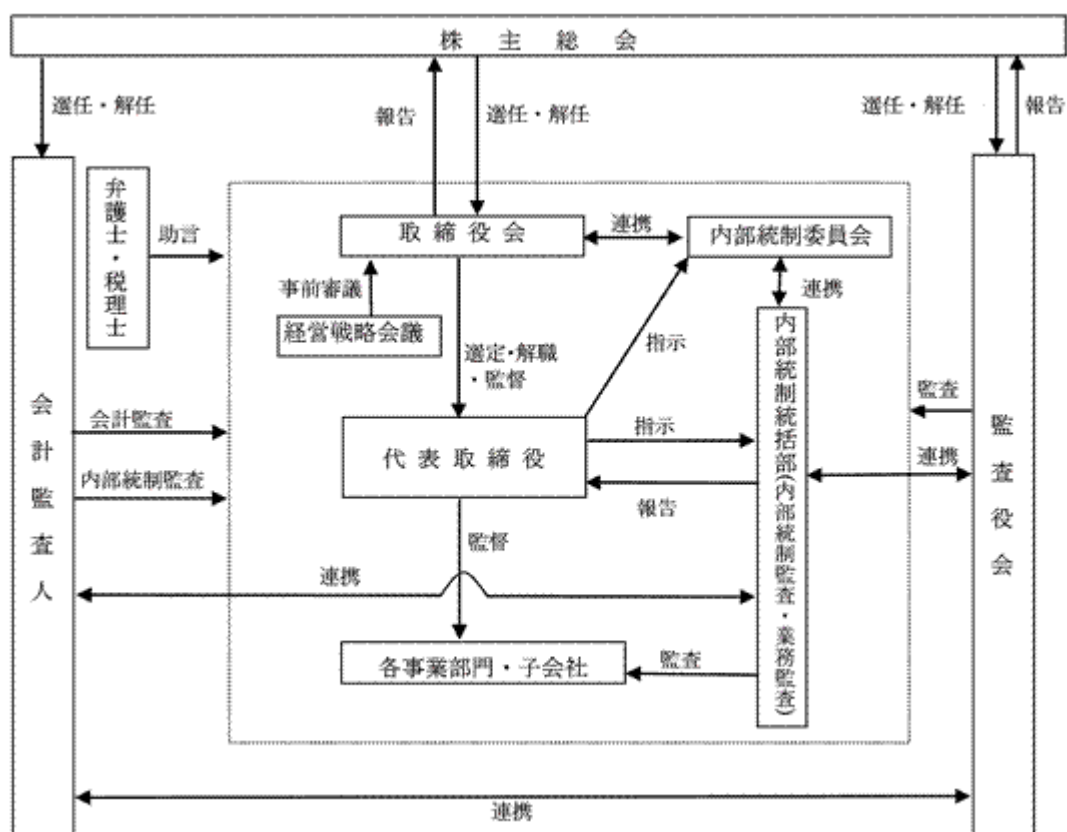 株主総会
選任・解任
報告
選任・解任
選任・解任
報告
弁護士・税理士
助言
取締役会
連携
内部統制委員会
事前審議
経営戦略会議
連携
選定・解職
・監督
指示
内部統制統括部(内部統制監査・業務監査)
会計監査人
会計監査
内部統制監査
代表取締役
指示
報告
監査
連携
監査役会
監督
連携
各事業部門・子会社
監査
連携